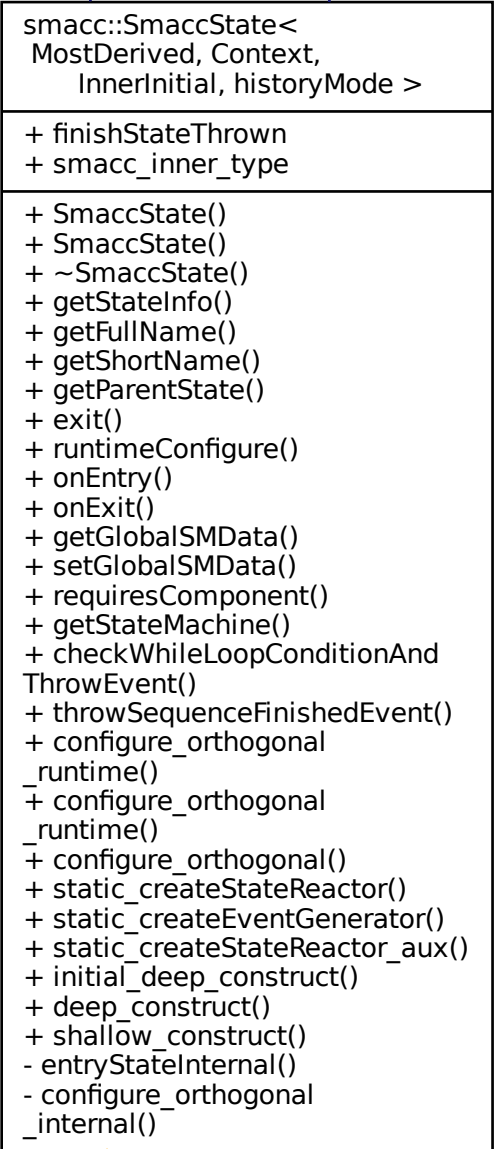 smacc::SmaccState<
MostDerived, Context,
InnerInitial, historyMode >
+ finishStateThrown
+ smacc_inner_type
+ SmaccState()
+ SmaccState()
+ ~SmaccState()
+ getStateInfo()
+ getFullName()
+ getShortName()
+ getParentState()
+ exit()
+ runtimeConfigure()
+ onEntry()
+ onExit()
+ getGlobalSMData()
+ setGlobalSMData()
+ requiresComponent()
+ getStateMachine()
+ checkWhileLoopConditionAnd
ThrowEvent()
+ throwSequenceFinishedEvent()
+ configure_orthogonal
_runtime()
+ configure_orthogonal
_runtime()
+ configure_orthogonal()
+ static_createStateReactor()
+ static_createEventGenerator()
+ static_createStateReactor_aux()
+ initial_deep_construct()
+ deep_construct()
+ shallow_construct()
- entryStateInternal()
- configure_orthogonal
_internal()